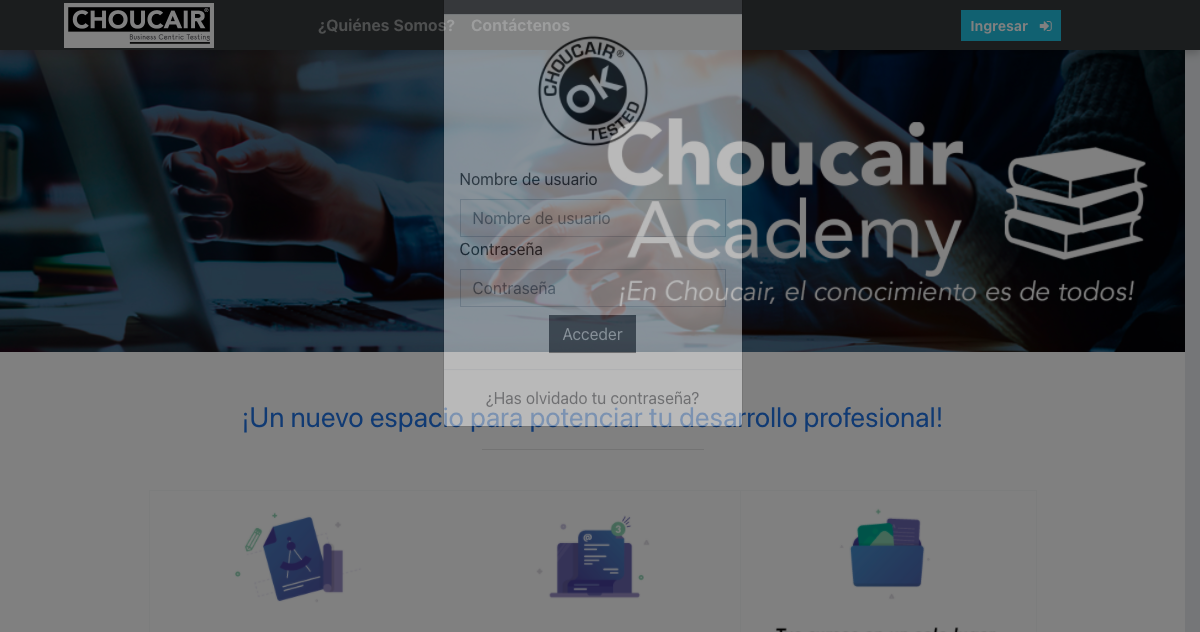 CHOUCAIR®
Business Centric Testing
¿Quiénes Somos?
Contáctenos
Ingresar
CHOUCAIR®
OK
TESTED
Choucair
Academy
¡En Choucair, el conocimiento es de todos!
Nombre de usuario
Nombre de usuario
Contraseña
Contraseña
Acceder
¿Has olvidado tu contraseña?
¡Un nuevo espacio para potenciar tu desarrollo profesional!